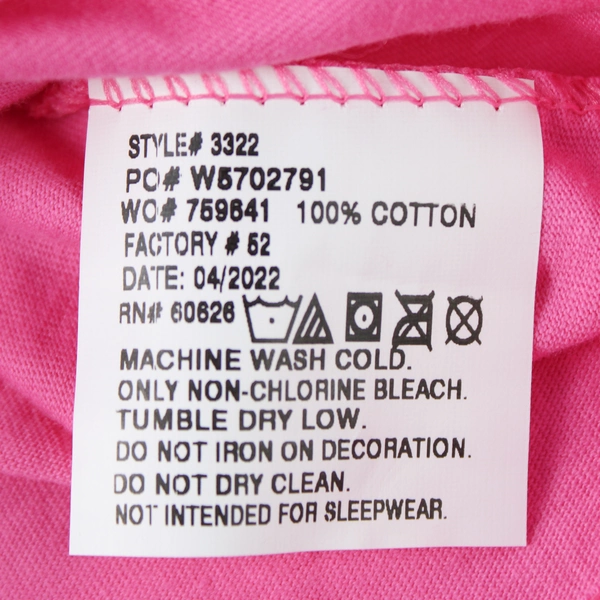 STYLE# 3322
PO# W5702791
WO# 759641 100% COTTON
FACTORY # 52
DATE: 04/2022
RN# 60626
MACHINE WASH COLD.
ONLY NON-CHLORINE BLEACH.
TUMBLE DRY LOW.
DO NOT IRON ON DECORATION.
DO NOT DRY CLEAN.
NOT INTENDED FOR SLEEPWEAR.